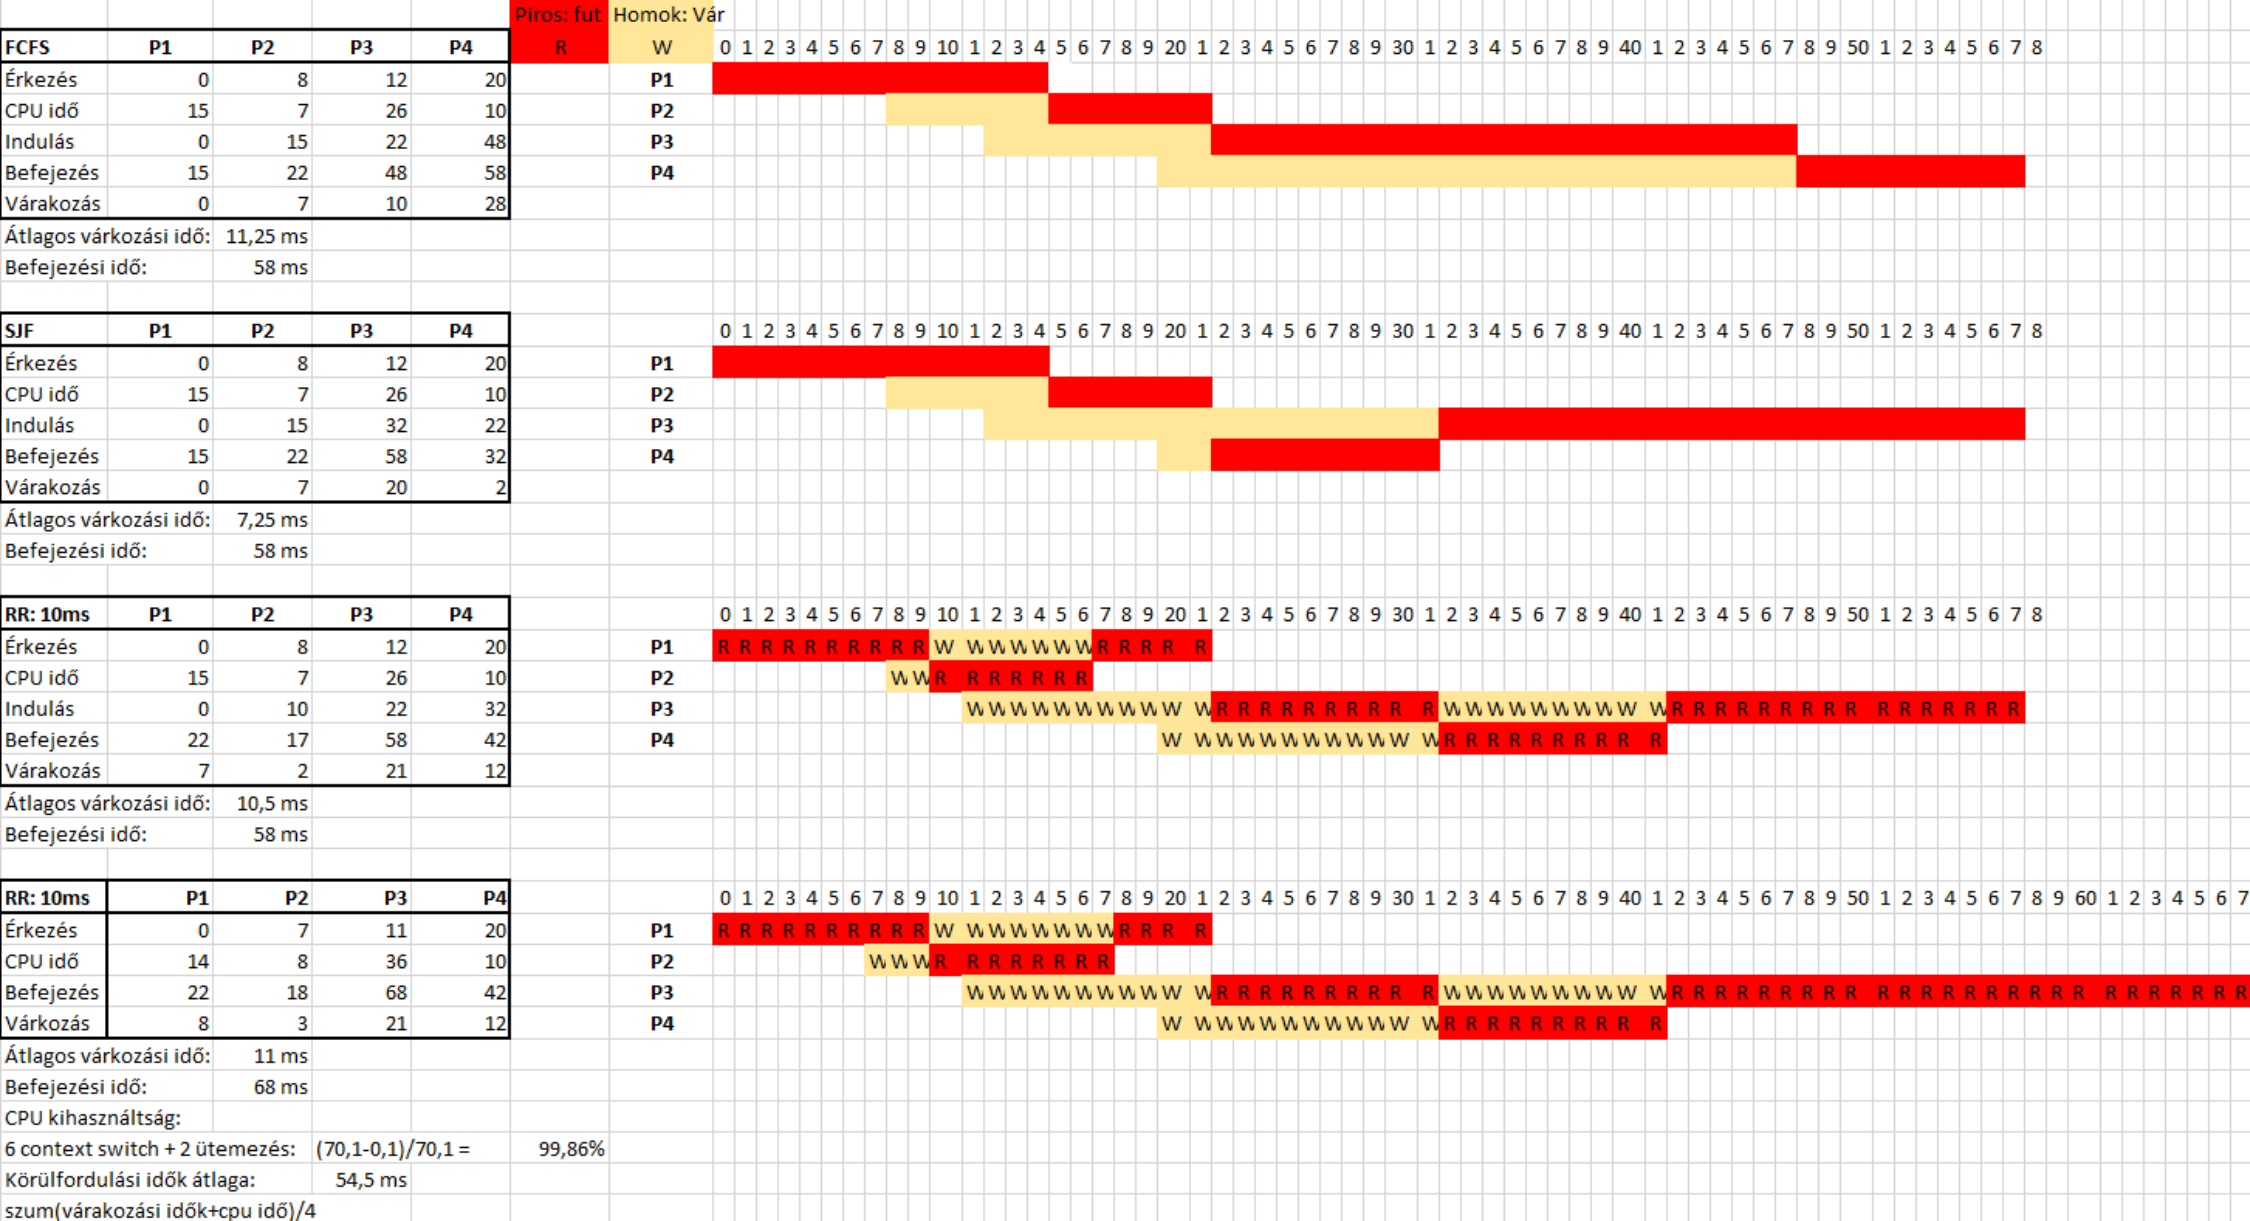 Piros: fut Homok: Vár
FCFS P1 P2 P3 P4 R W 0 1 2 3 4 5 6 7 8 9 10 1 2 3 4 5 6 7 8 9 20 1 2 3 4 5 6 7 8 9 30 1 2 3 4 5 6 7 8 9 40 1 2 3 4 5 6 7 8 9 50 1 2 3 4 5 6 7 8
Érkezés 0 8 12 20 P1
CPU idő 15 7 26 10 P2
Indulás 0 15 22 48 P3
Befejezés 15 22 48 58 P4
Várakozás 0 7 10 28
Átlagos várkozási idő: 11,25 ms
Befejezési idő: 58 ms
SJF P1 P2 P3 P4 0 1 2 3 4 5 6 7 8 9 10 1 2 3 4 5 6 7 8 9 20 1 2 3 4 5 6 7 8 9 30 1 2 3 4 5 6 7 8 9 40 1 2 3 4 5 6 7 8 9 50 1 2 3 4 5 6 7 8
Érkezés 0 8 12 20 P1
CPU idő 15 7 26 10 P2
Indulás 0 15 32 22 P3
Befejezés 15 22 58 32 P4
Várakozás 0 7 20 2
Átlagos várkozási idő: 7,25 ms
Befejezési idő: 58 ms
RR: 10ms P1 P2 P3 P4 0 1 2 3 4 5 6 7 8 9 10 1 2 3 4 5 6 7 8 9 20 1 2 3 4 5 6 7 8 9 30 1 2 3 4 5 6 7 8 9 40 1 2 3 4 5 6 7 8 9 50 1 2 3 4 5 6 7 8
Érkezés 0 8 12 20 P1 R R R R R R R R R R W W W W W W W R R R R R
CPU idő 15 7 26 10 P2 W W R R R R R R R
Indulás 0 10 22 32 P3 W W W W W W W W W W W R R R R R R R R R R W W W W W W W W W W R R R R R R R R R R R R R R R R
Befejezés 22 17 58 42 P4 W W W W W W W W W W W W R R R R R R R R R R
Várakozás 7 2 21 12
Átlagos várkozási idő: 10,5 ms
Befejezési idő: 58 ms
RR: 10ms P1 P2 P3 P4 0 1 2 3 4 5 6 7 8 9 10 1 2 3 4 5 6 7 8 9 20 1 2 3 4 5 6 7 8 9 30 1 2 3 4 5 6 7 8 9 40 1 2 3 4 5 6 7 8 9 50 1 2 3 4 5 6 7 8 9 60 1 2 3 4 5 6 7
Érkezés 0 7 11 20 P1 R R R R R R R R R R W W W W W W W W R R R R
CPU idő 14 8 36 10 P2 W W W R R R R R R R R
Befejezés 22 18 68 42 P3 W W W W W W W W W W W R R R R R R R R R R W W W W W W W W W W R R R R R R R R R R R R R R R R R R R R R R R R R R
Várkozás 8 3 21 12 P4 W W W W W W W W W W W W R R R R R R R R R R
Átlagos várkozási idő: 11 ms
Befejezési idő: 68 ms
CPU kihasználtság:
6 context switch + 2 ütemezés: (70,1-0,1)/70,1 = 99,86%
Körülfordulási idők átlaga: 54,5 ms
szum(várakozási idők+cpu idő)/4